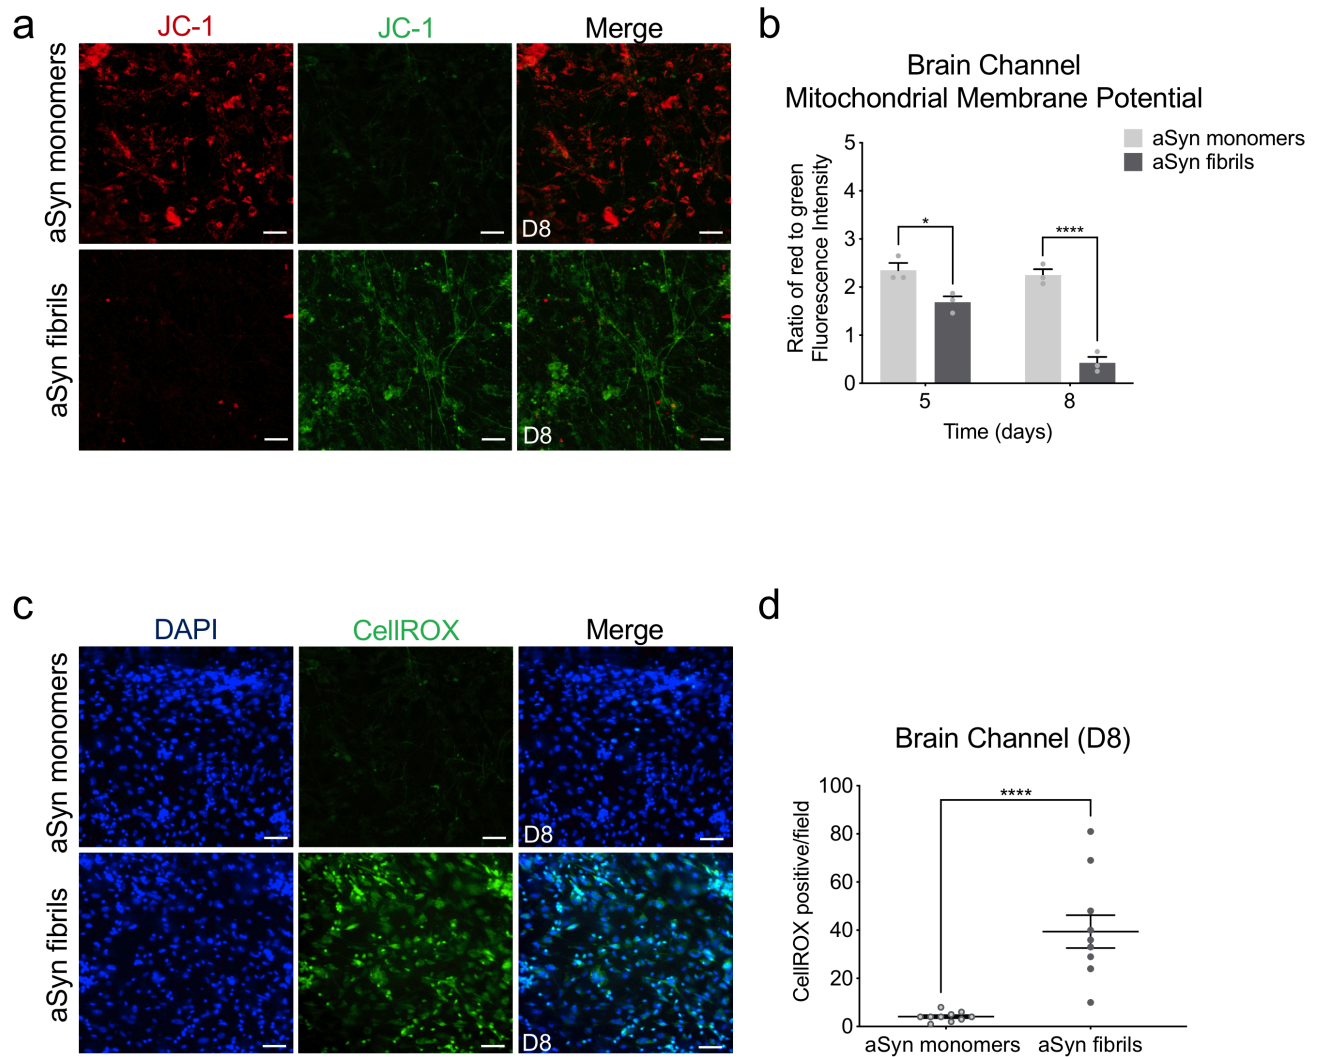 a
JC-1
JC-1
Merge
aSyn monomers
D8
aSyn fibrils
D8
b
Brain Channel
Mitochondrial Membrane Potential
aSyn monomers
aSyn fibrils
Ratio of red to green
Fluorescence Intensity
5
4
3
2
1
0
*
****
5
8
Time (days)
c
DAPI
CellROX
Merge
aSyn monomers
D8
aSyn fibrils
D8
d
Brain Channel (D8)
CellROX positive/field
100
80
60
40
20
0
****
aSyn monomers
aSyn fibrils